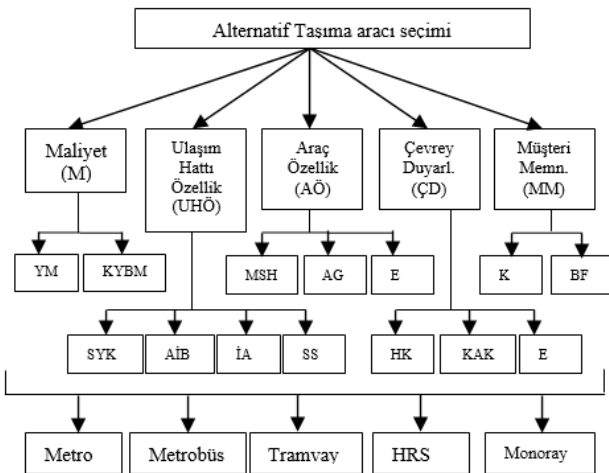 Alternatif Taşıma aracı seçimi
Maliyet
(M)
Ulaşım
Hattı
Özellik
(UHÖ)
Araç
Özellik
(AÖ)
Çevrey
Duyarl.
(ÇD)
Müşteri
Memn.
(MM)
YM
KYBM
MSH
AG
E
K
BF
SYK
AİB
İA
SS
HK
KAK
E
Metro
Metrobüs
Tramvay
HRS
Monoray